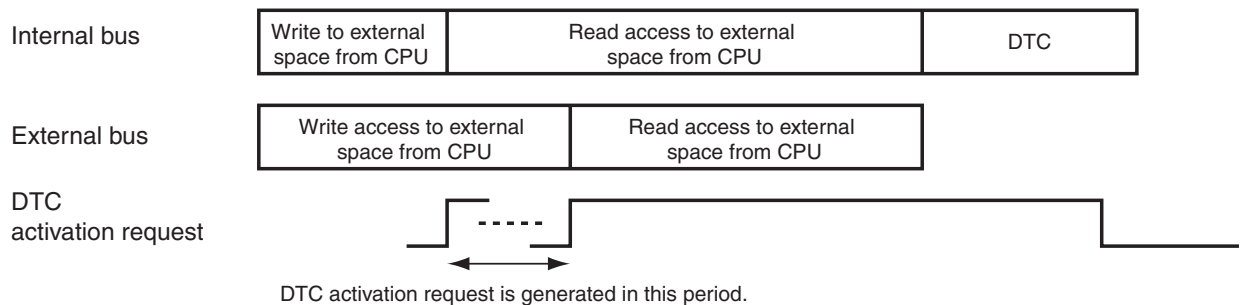 Internal bus
Write to external
space from CPU
Read access to external
space from CPU
DTC
External bus
Write access to external
space from CPU
Read access to external
space from CPU
DTC
activation request
DTC activation request is generated in this period.